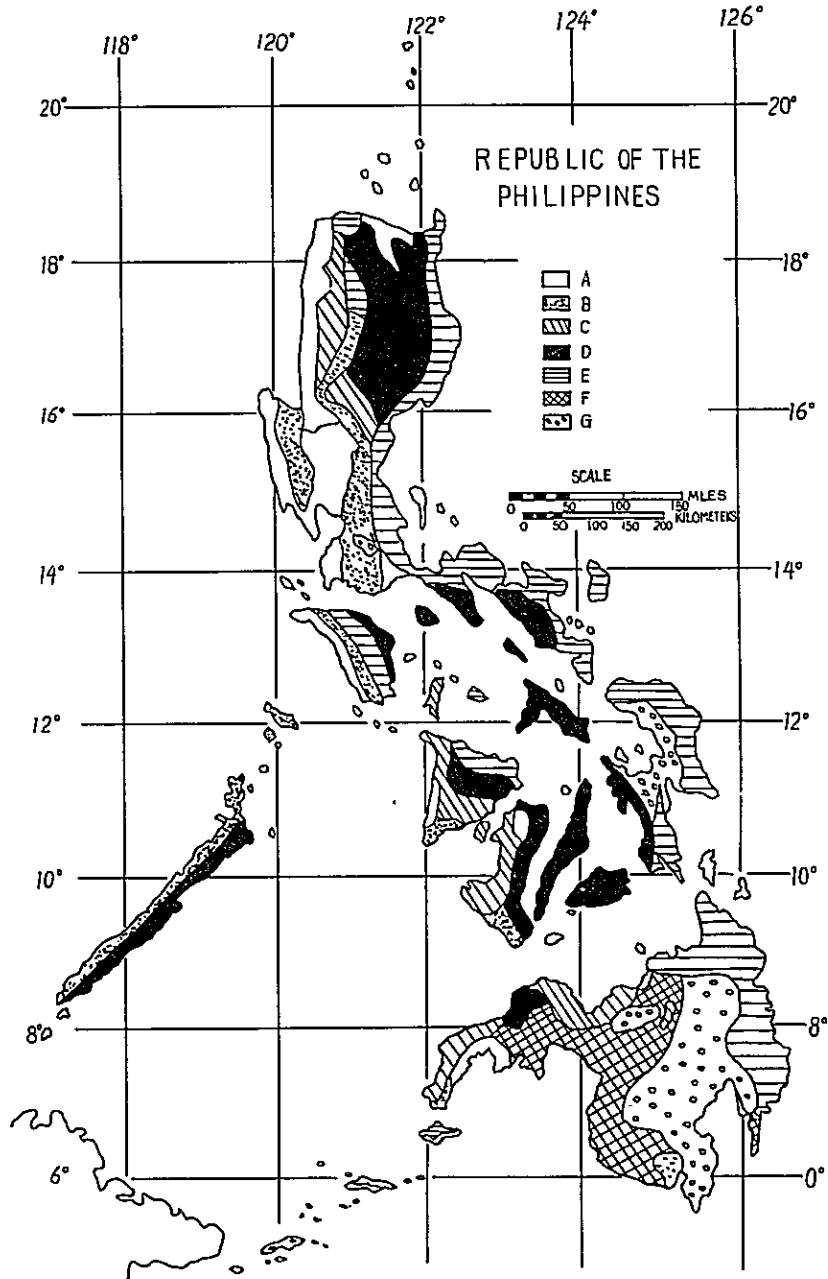 118° 120° 122° 124° 126°
20° 20°
REPUBLIC OF THE
PHILIPPINES
18° 18°
A
B
C
D
E
F
G
16° 16°
SCALE
0 50 100 150 MLES
0 50 100 150 200 KILOMETERS
14° 14°
12° 12°
10° 10°
8° 8°
6° 0°